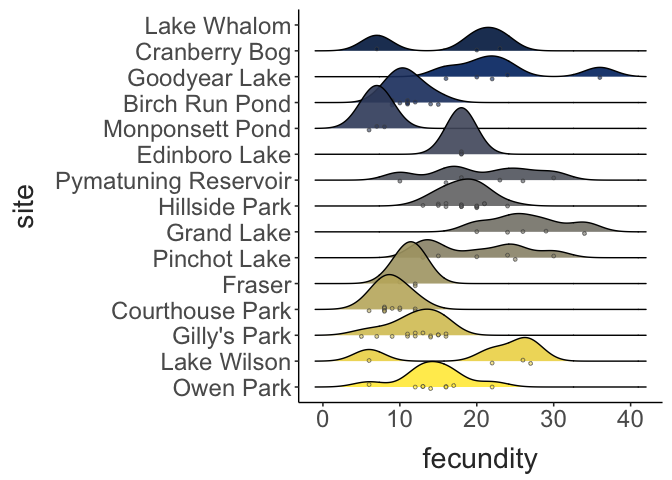 Lake Whalom
Cranberry Bog
Goodyear Lake
Birch Run Pond
Monponsett Pond
Edinboro Lake
Pymatuning Reservoir
Hillside Park
Grand Lake
Pinchot Lake
Fraser
Courthouse Park
Gilly's Park
Lake Wilson
Owen Park
site
0 10 20 30 40
fecundity